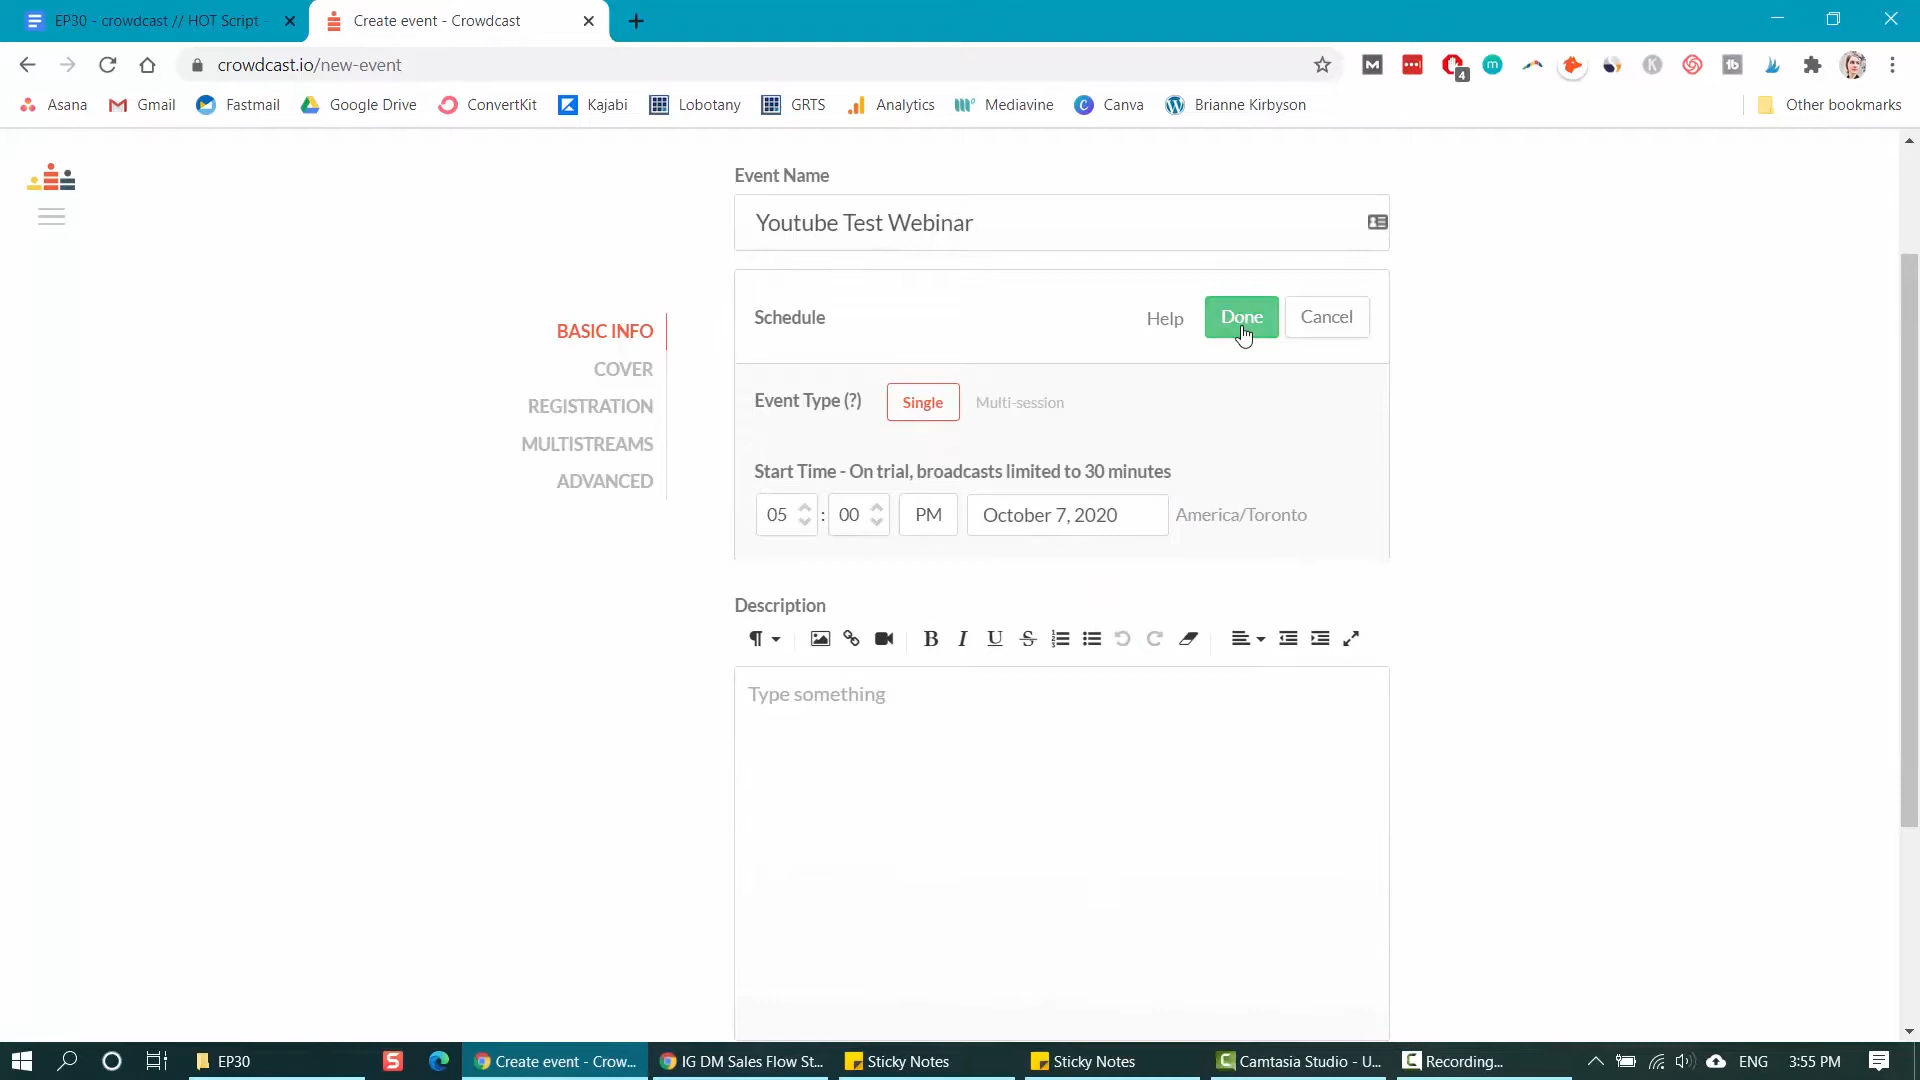 EP30 - crowdcast // HOT Script
Create event - Crowdcast
crowdcast.io/new-event
4
Asana
Gmail
Fastmail
Google Drive
ConvertKit
Kajabi
Lobotany
GRTS
Analytics
Mediavine
Canva
Brianne Kirbyson
Other bookmarks
Event Name
Youtube Test Webinar
Schedule
Help
Done
Cancel
BASIC INFO
COVER
REGISTRATION
MULTISTREAMS
ADVANCED
Event Type (?)
Single
Multi-session
Start Time - On trial, broadcasts limited to 30 minutes
05 : 00 PM October 7, 2020 America/Toronto
Description
Type something
EP30
Create event - Crow...
IG DM Sales Flow St...
Sticky Notes
Sticky Notes
Camtasia Studio - U...
Recording...
ENG
3:55 PM